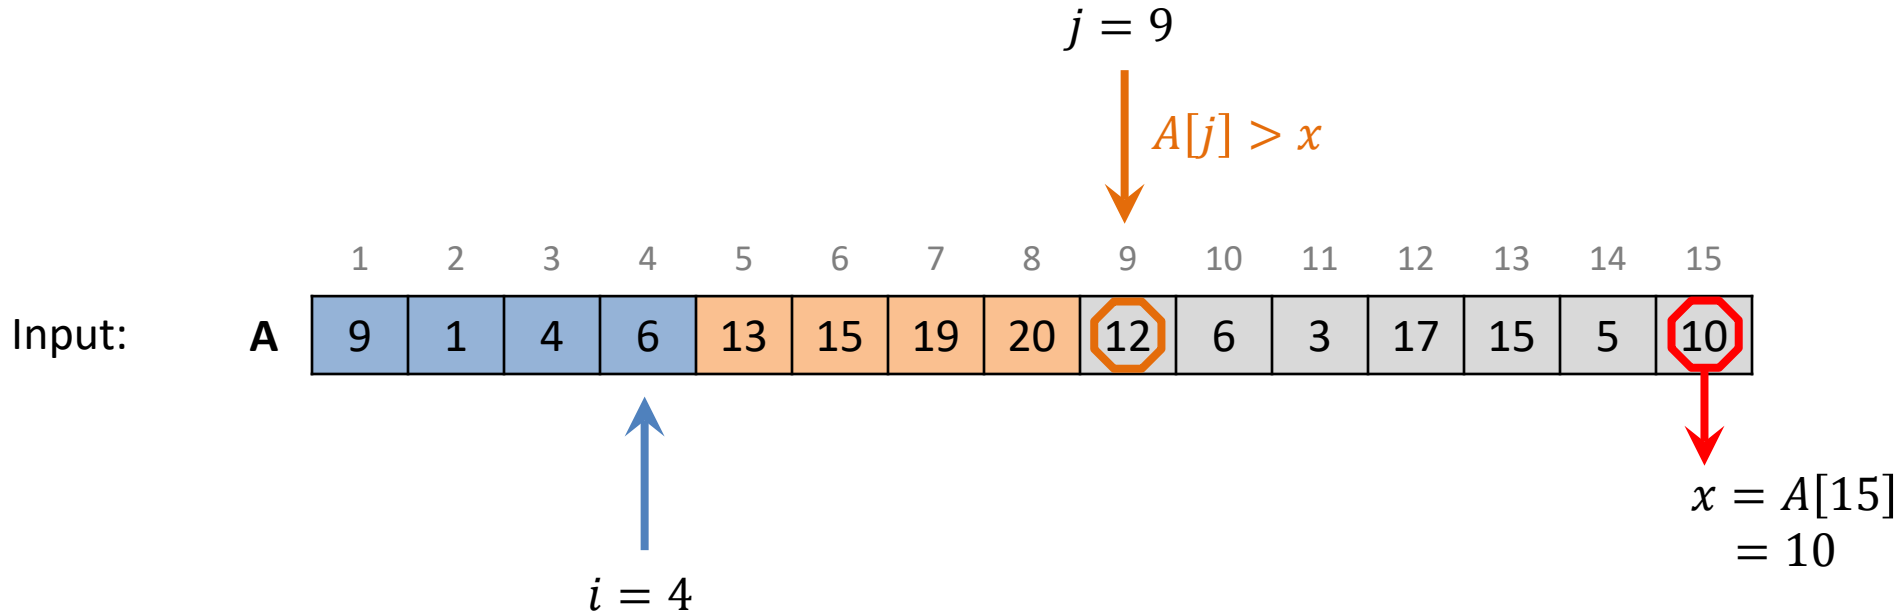 j = 9
A[j] > x
1 2 3 4 5 6 7 8 9 10 11 12 13 14 15
Input: A 9 1 4 6 13 15 19 20 12 6 3 17 15 5 10
x = A[15]
= 10
i = 4